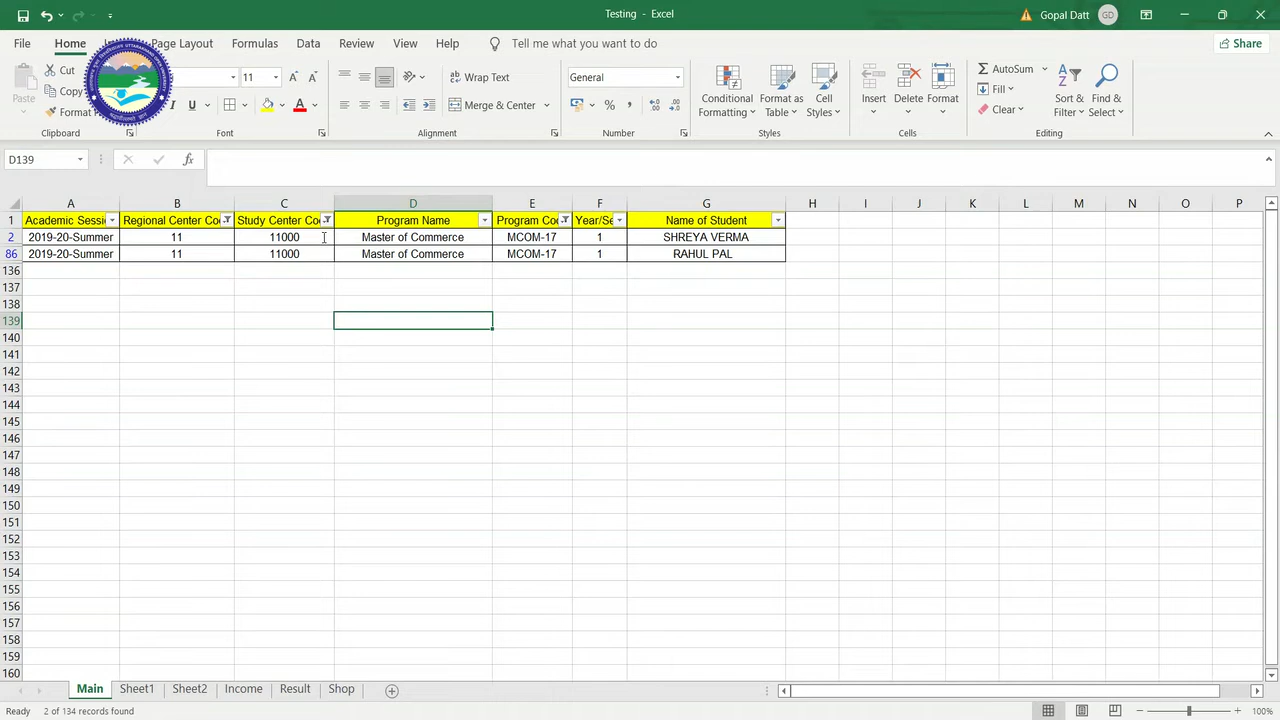 Testing - Excel
Gopal Datt
GD
File Home Page Layout Formulas Data Review View Help Tell me what you want to do
Share
Paste
Cut
Copy
Clipboard
11
A A
U
A
Font
Wrap Text
Merge & Center
Alignment
General
%
Number
Conditional Formatting
Format as Table
Cell Styles
Styles
Insert
Delete
Format
Cells
AutoSum
Fill
Clear
Sort & Filter
Find & Select
Editing
D139
fx
A B C D E F G H I J K L M N O P
1 Academic Sessi Regional Center Co Study Center Co Program Name Program Co Year/Se Name of Student
2 2019-20-Summer 11 11000 Master of Commerce MCOM-17 1 SHREYA VERMA
86 2019-20-Summer 11 11000 Master of Commerce MCOM-17 1 RAHUL PAL
136
137
138
139
140
141
142
143
144
145
146
147
148
149
150
151
152
153
154
155
156
157
158
159
160
Main Sheet1 Sheet2 Income Result Shop
Ready 2 of 134 records found
100%